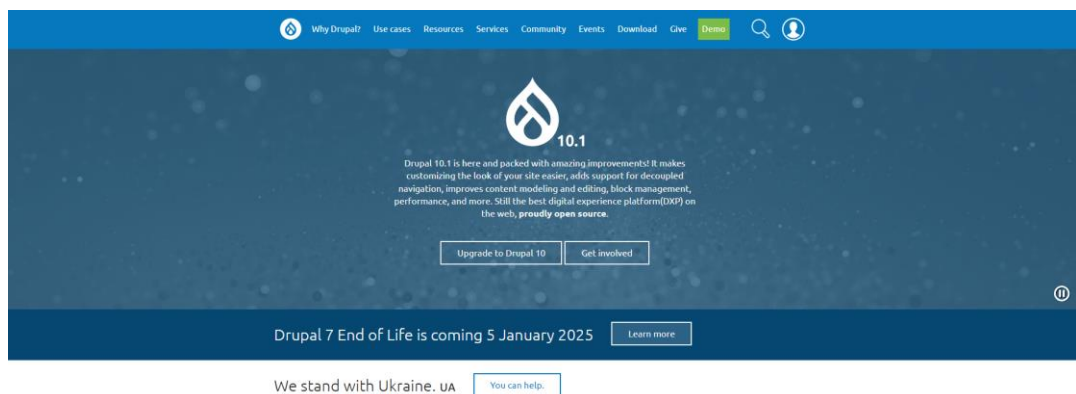 Why Drupal? Use cases Resources Services Community Events Download Give Demo
10.1
Drupal 10.1 is here and packed with amazing improvements! It makes
customizing the look of your site easier, adds support for decoupled
navigation, improves content modeling and editing, block management,
performance, and more. Still the best digital experience platform(DXP) on
the web, proudly open source.
Upgrade to Drupal 10 Get involved
Drupal 7 End of Life is coming 5 January 2025 Learn more
We stand with Ukraine. UA You can help.